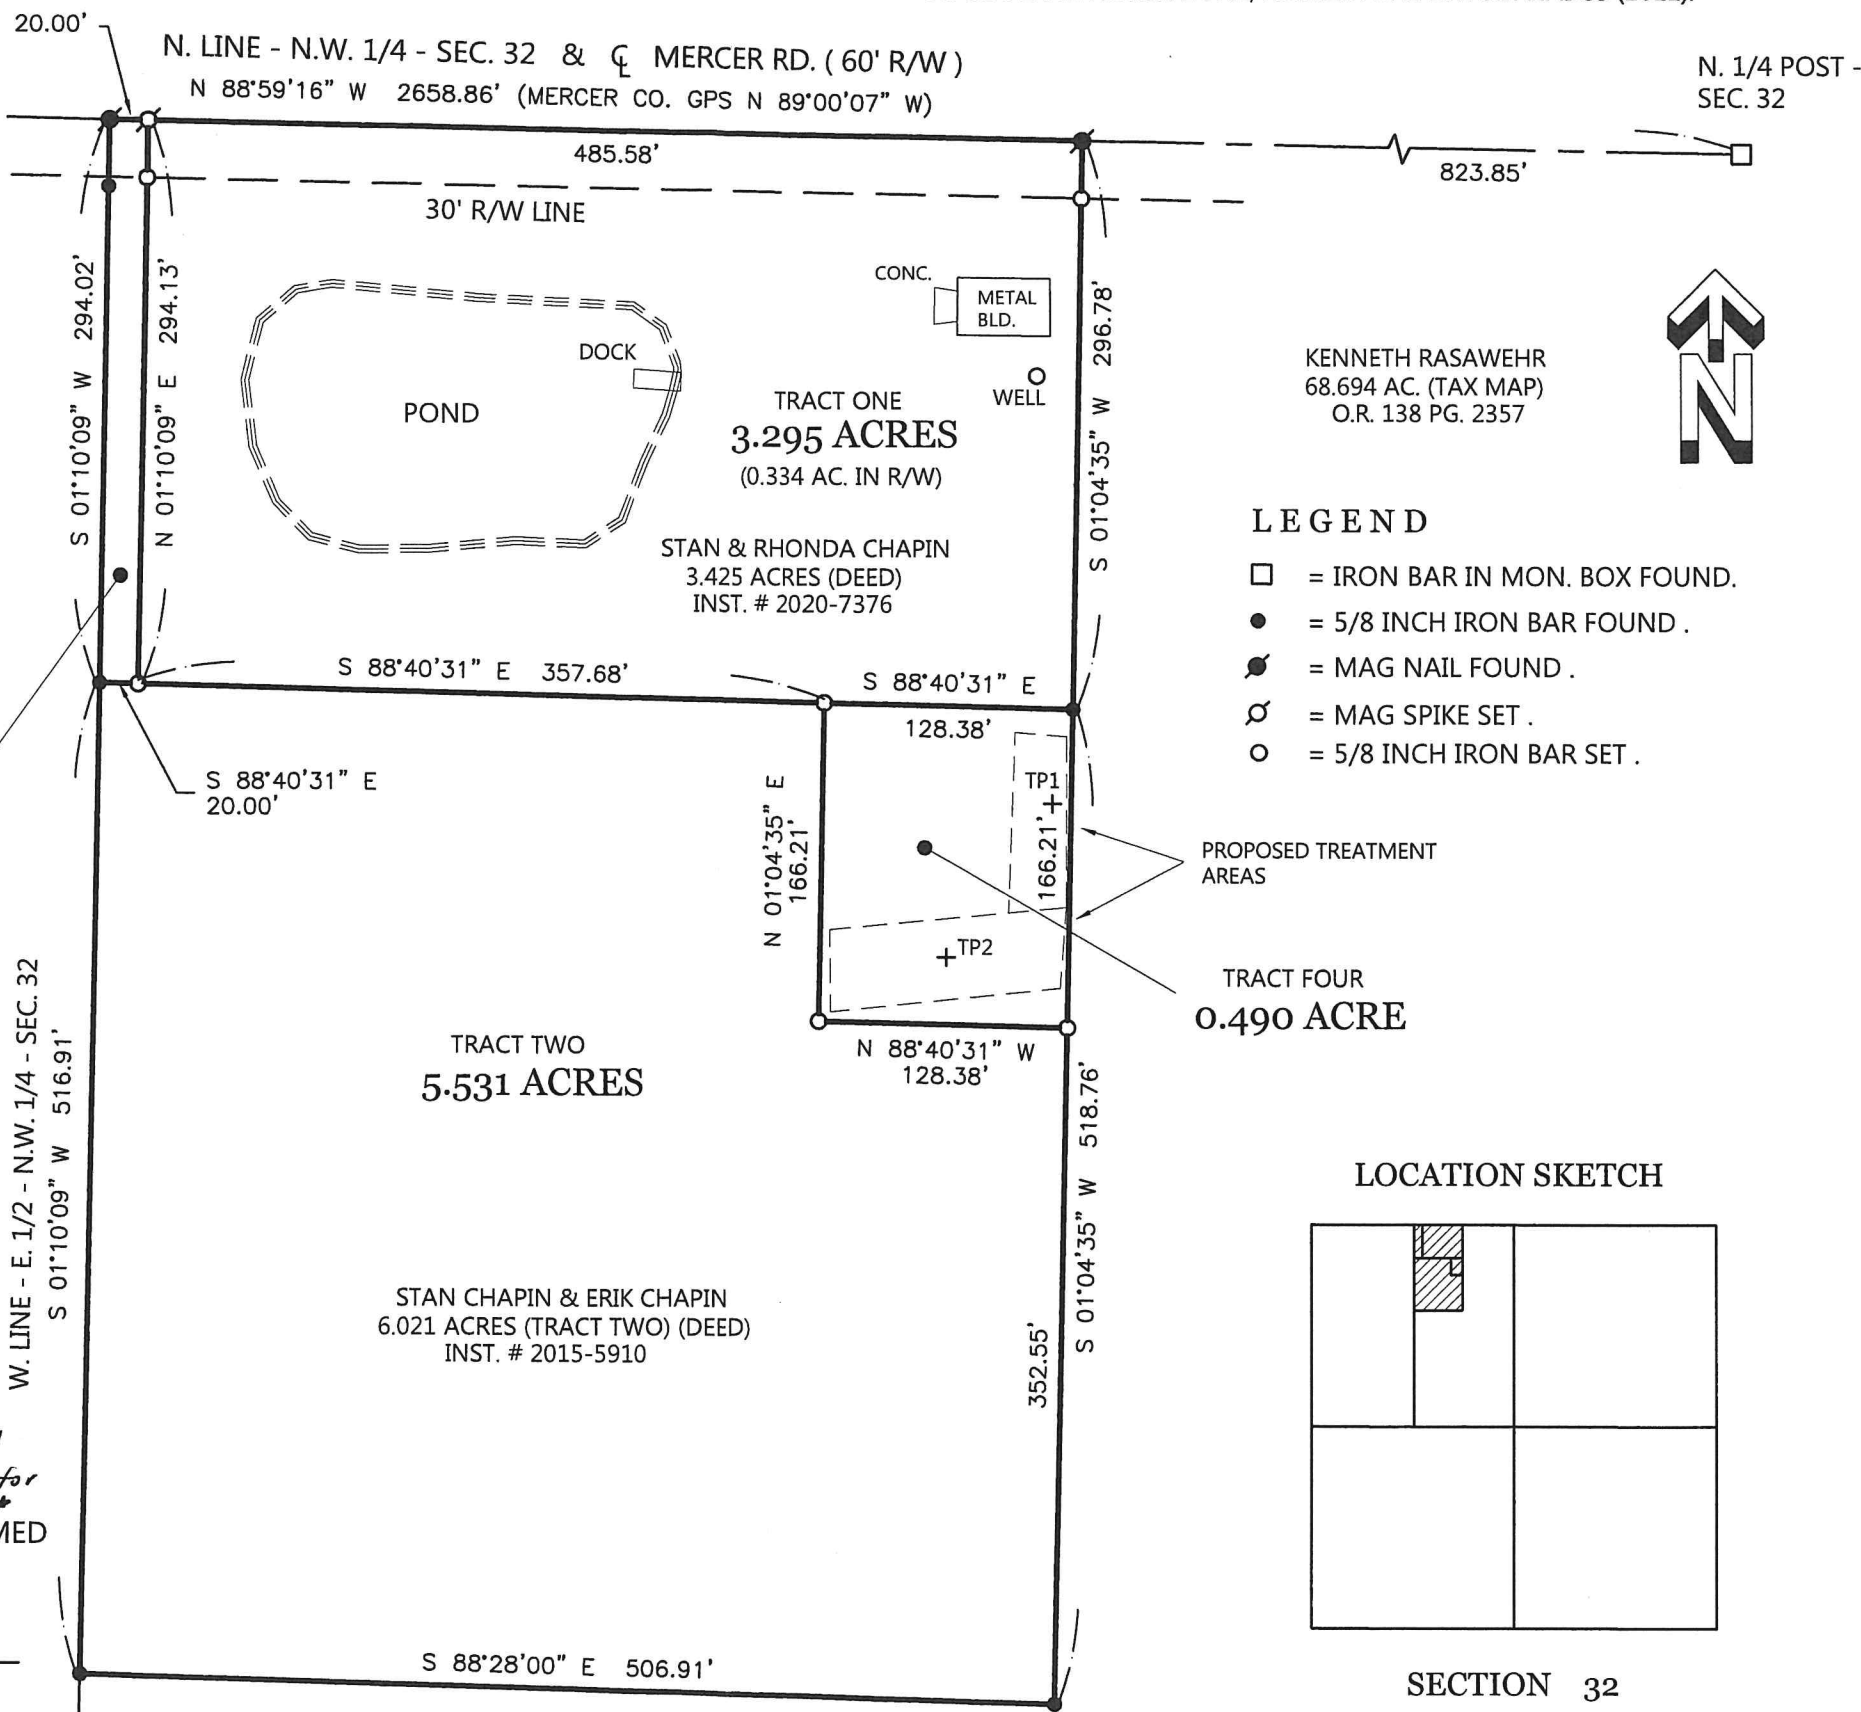 20.00'
N. LINE - N.W. 1/4 - SEC. 32 & ℄ MERCER RD. ( 60' R/W )
N 88°59'16" W 2658.86' (MERCER CO. GPS N 89°00'07" W)
N. 1/4 POST -
SEC. 32
485.58'
823.85'
30' R/W LINE
S 01°10'09" W 294.02'
N 01°10'09" E 294.13'
CONC.
METAL
BLD.
DOCK
POND
WELL
TRACT ONE
3.295 ACRES
(0.334 AC. IN R/W)
STAN & RHONDA CHAPIN
3.425 ACRES (DEED)
INST. # 2020-7376
S 01°04'35" W 296.78'
KENNETH RASAWEHR
68.694 AC. (TAX MAP)
O.R. 138 PG. 2357
N
LEGEND
= IRON BAR IN MON. BOX FOUND.
= 5/8 INCH IRON BAR FOUND .
= MAG NAIL FOUND .
= MAG SPIKE SET .
= 5/8 INCH IRON BAR SET .
S 88°40'31" E 357.68'
S 88°40'31" E
128.38'
S 88°40'31" E
20.00'
N 01°04'35" E
166.21'
TP1
166.21'
TP2
PROPOSED TREATMENT
AREAS
TRACT FOUR
0.490 ACRE
N 88°40'31" W
128.38'
W. LINE - E. 1/2 - N.W. 1/4 - SEC. 32
S 01°10'09" W 516.91'
TRACT TWO
5.531 ACRES
STAN CHAPIN & ERIK CHAPIN
6.021 ACRES (TRACT TWO) (DEED)
INST. # 2015-5910
S 01°04'35" W 518.76'
352.55'
for
MED
S 88°28'00" E 506.91'
LOCATION SKETCH
SECTION 32